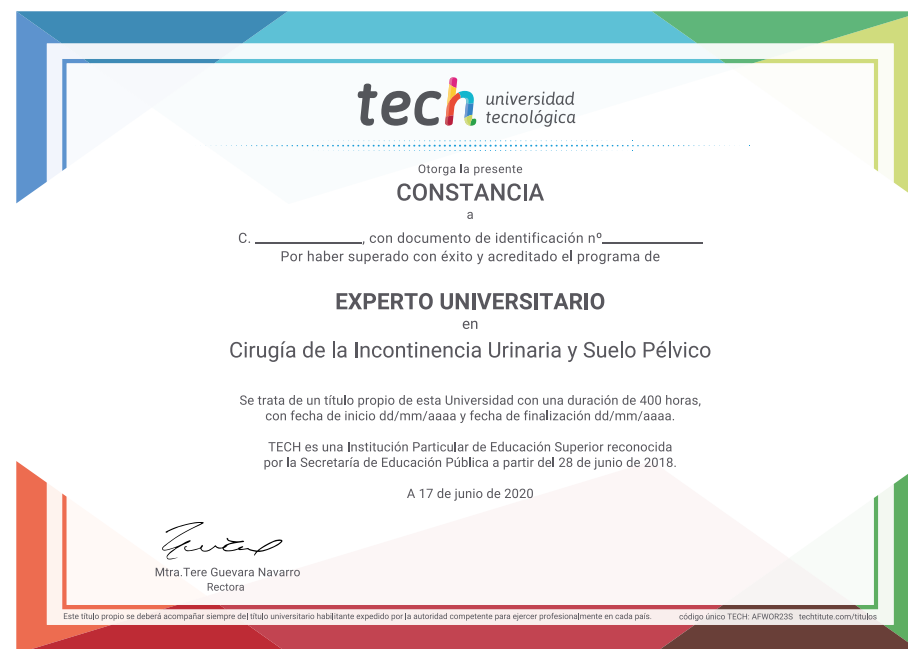 tech universidad
tecnológica
Otorga la presente
CONSTANCIA
a
C. ____________, con documento de identificación nº____________
Por haber superado con éxito y acreditado el programa de
EXPERTO UNIVERSITARIO
en
Cirugía de la Incontinencia Urinaria y Suelo Pélvico
Se trata de un título propio de esta Universidad con una duración de 400 horas,
con fecha de inicio dd/mm/aaaa y fecha de finalización dd/mm/aaaa.
TECH es una Institución Particular de Educación Superior reconocida
por la Secretaría de Educación Pública a partir del 28 de junio de 2018.
A 17 de junio de 2020
Mtra.Tere Guevara Navarro
Rectora
Este título propio se deberá acompañar siempre del título universitario habilitante expedido por la autoridad competente para ejercer profesionalmente en cada país. código único TECH: AFWOR23S techtitute.com/títulos